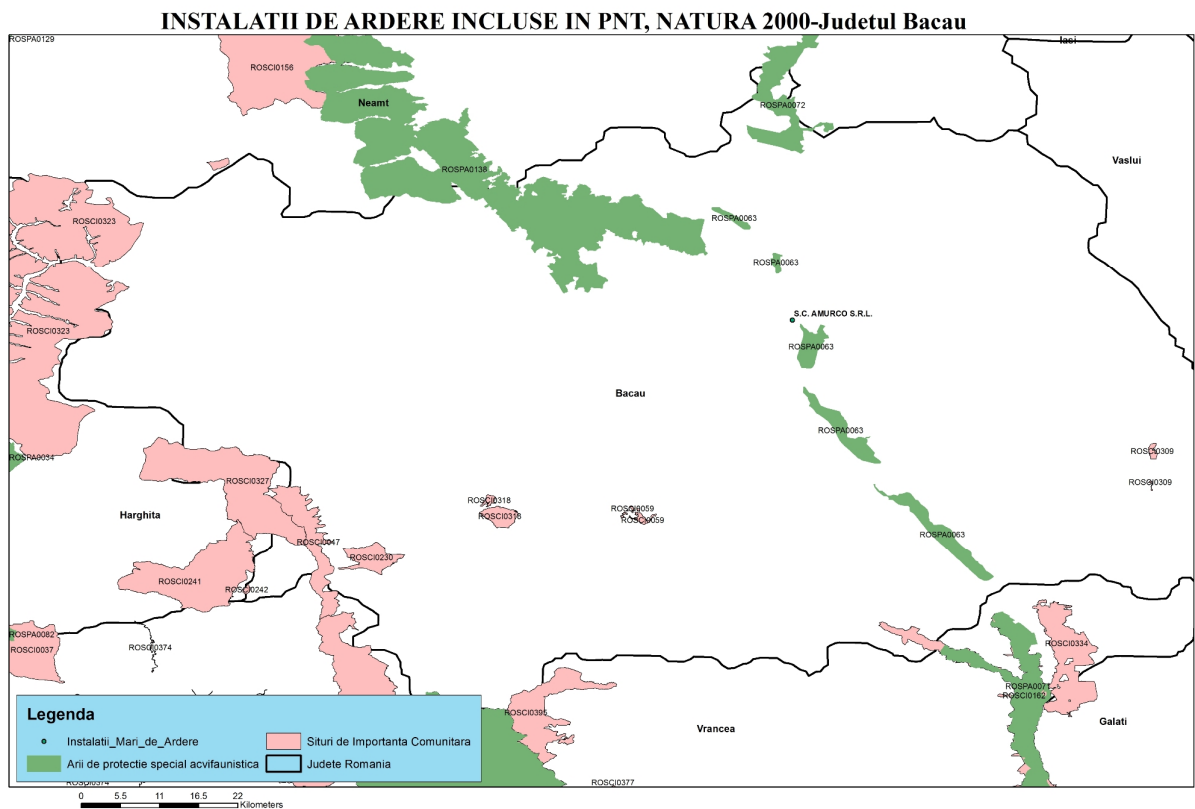 INSTALATII DE ARDERE INCLUSE IN PNT, NATURA 2000-Judetul Bacau
ROSPA0129
Iasi
ROSCI0156
Neamt
ROSPA0072
Vaslui
ROSPA0138
ROSCI0323
ROSPA0063
ROSPA0063
S.C. AMURCO S.R.L.
ROSCI0323
ROSPA0063
Bacau
ROSPA0063
ROSCI0309
ROSPA0034
ROSCI0327
ROSCI0309
ROSCI0318
ROSCI0318
ROSCI0059
ROSCI0059
Harghita
ROSPA0063
ROSCI0047
ROSCI0230
ROSCI0241
ROSCI0242
ROSPA0082
ROSCI0037
ROSCI0374
ROSCI0334
ROSPA0071
ROSCI0162
ROSCI0395
Vrancea
Galati
Legenda
Instalatii_Mari_de_Ardere
Situri de Importanta Comunitara
Arii de protectie special acvifaunistica
Judete Romania
ROSCI0374
ROSCI0377
0 5.5 11 16.5 22
Kilometers